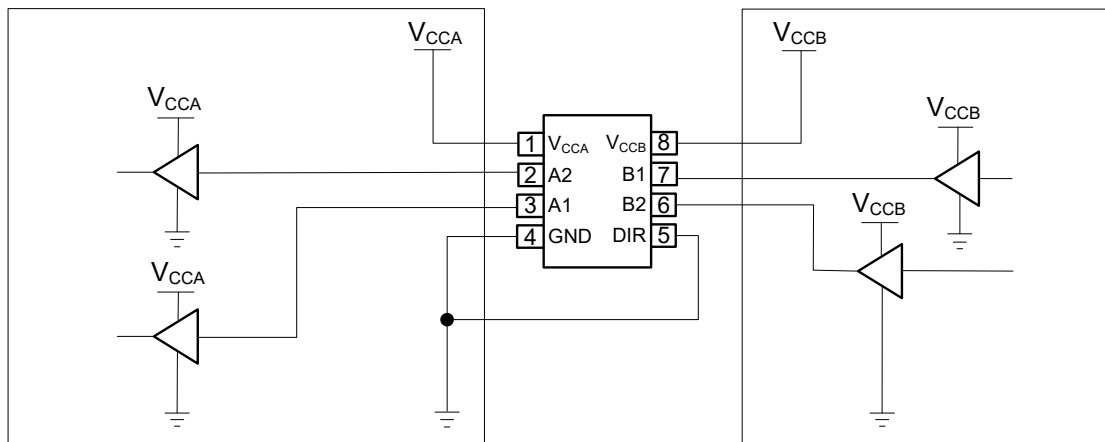 VCCA
VCCB
VCCA
VCCB
1 VCCA VCCB 8
2 A2 B1 7
3 A1 B2 6
VCCB
4 GND DIR 5
VCCA